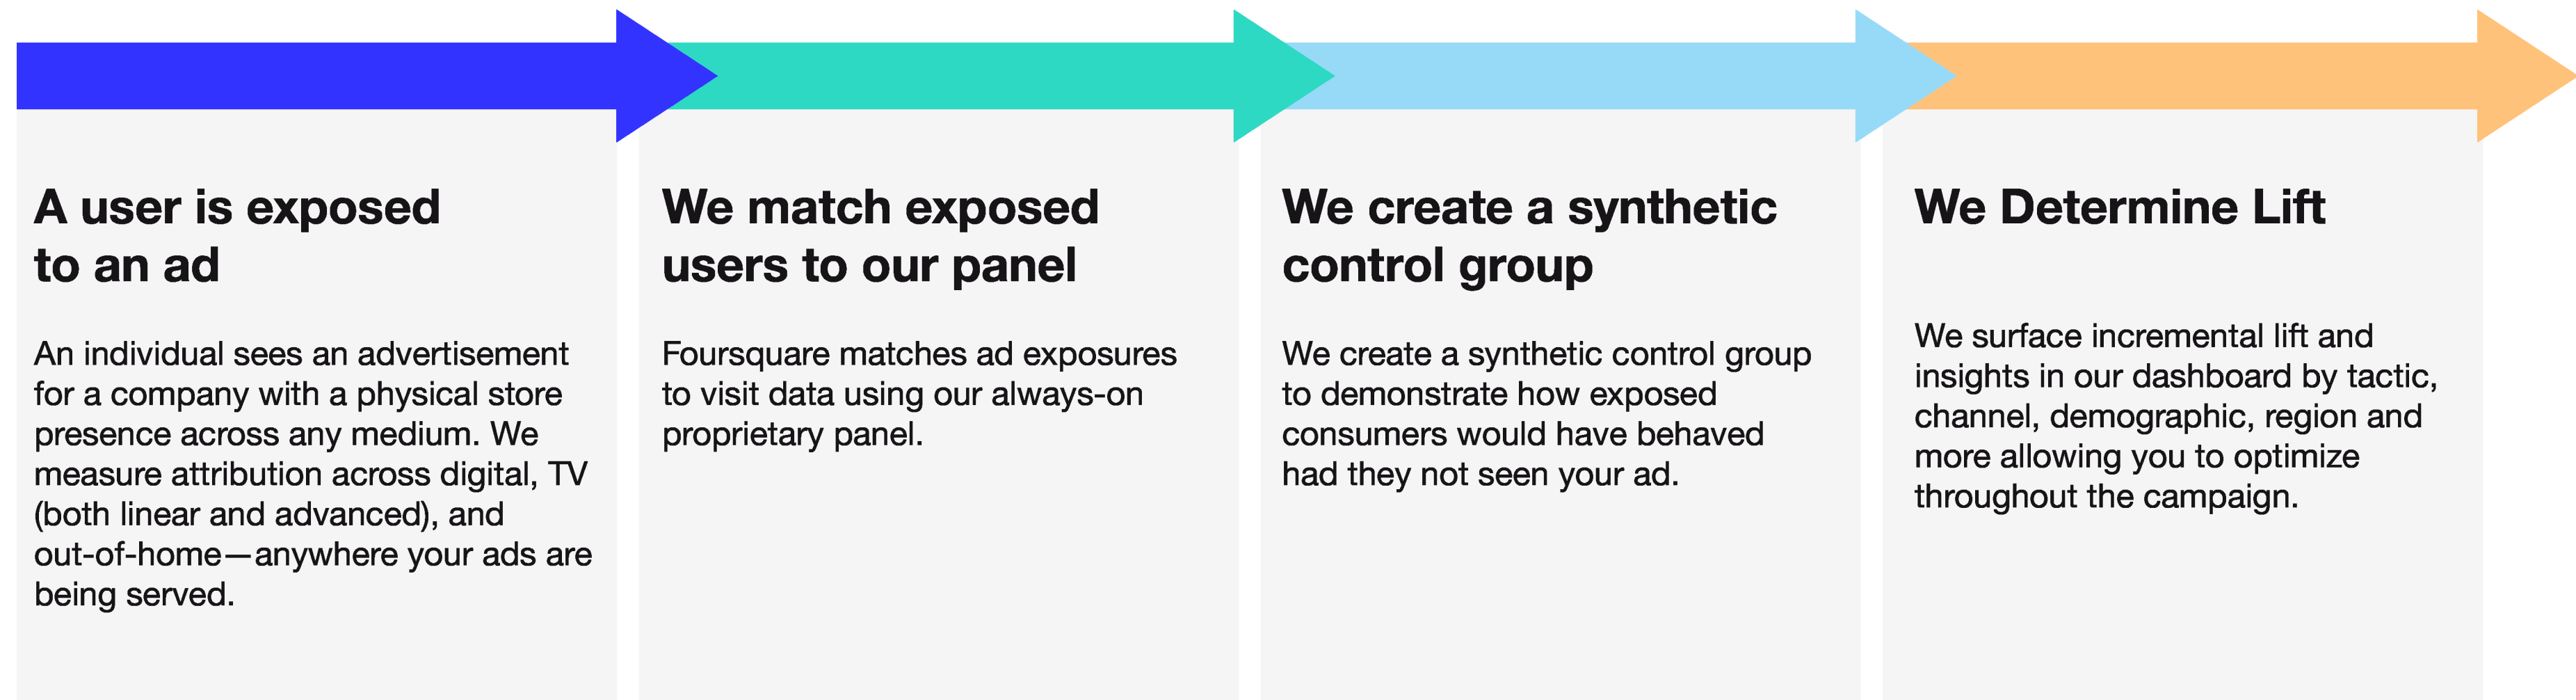 A user is exposed
to an ad
An individual sees an advertisement
for a company with a physical store
presence across any medium. We
measure attribution across digital, TV
(both linear and advanced), and
out-of-home—anywhere your ads are
being served.
We match exposed
users to our panel
Foursquare matches ad exposures
to visit data using our always-on
proprietary panel.
We create a synthetic
control group
We create a synthetic control group
to demonstrate how exposed
consumers would have behaved
had they not seen your ad.
We Determine Lift
We surface incremental lift and
insights in our dashboard by tactic,
channel, demographic, region and
more allowing you to optimize
throughout the campaign.